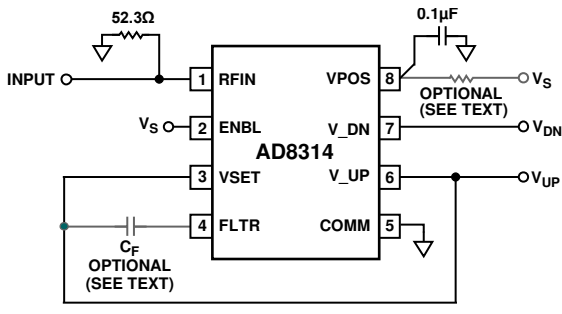 52.3Ω
0.1µF
INPUT
1 RFIN
VPOS 8
VS
OPTIONAL
(SEE TEXT)
VS
2 ENBL
V_DN 7
VDN
AD8314
3 VSET
V_UP 6
VUP
4 FLTR
COMM 5
CF
OPTIONAL
(SEE TEXT)